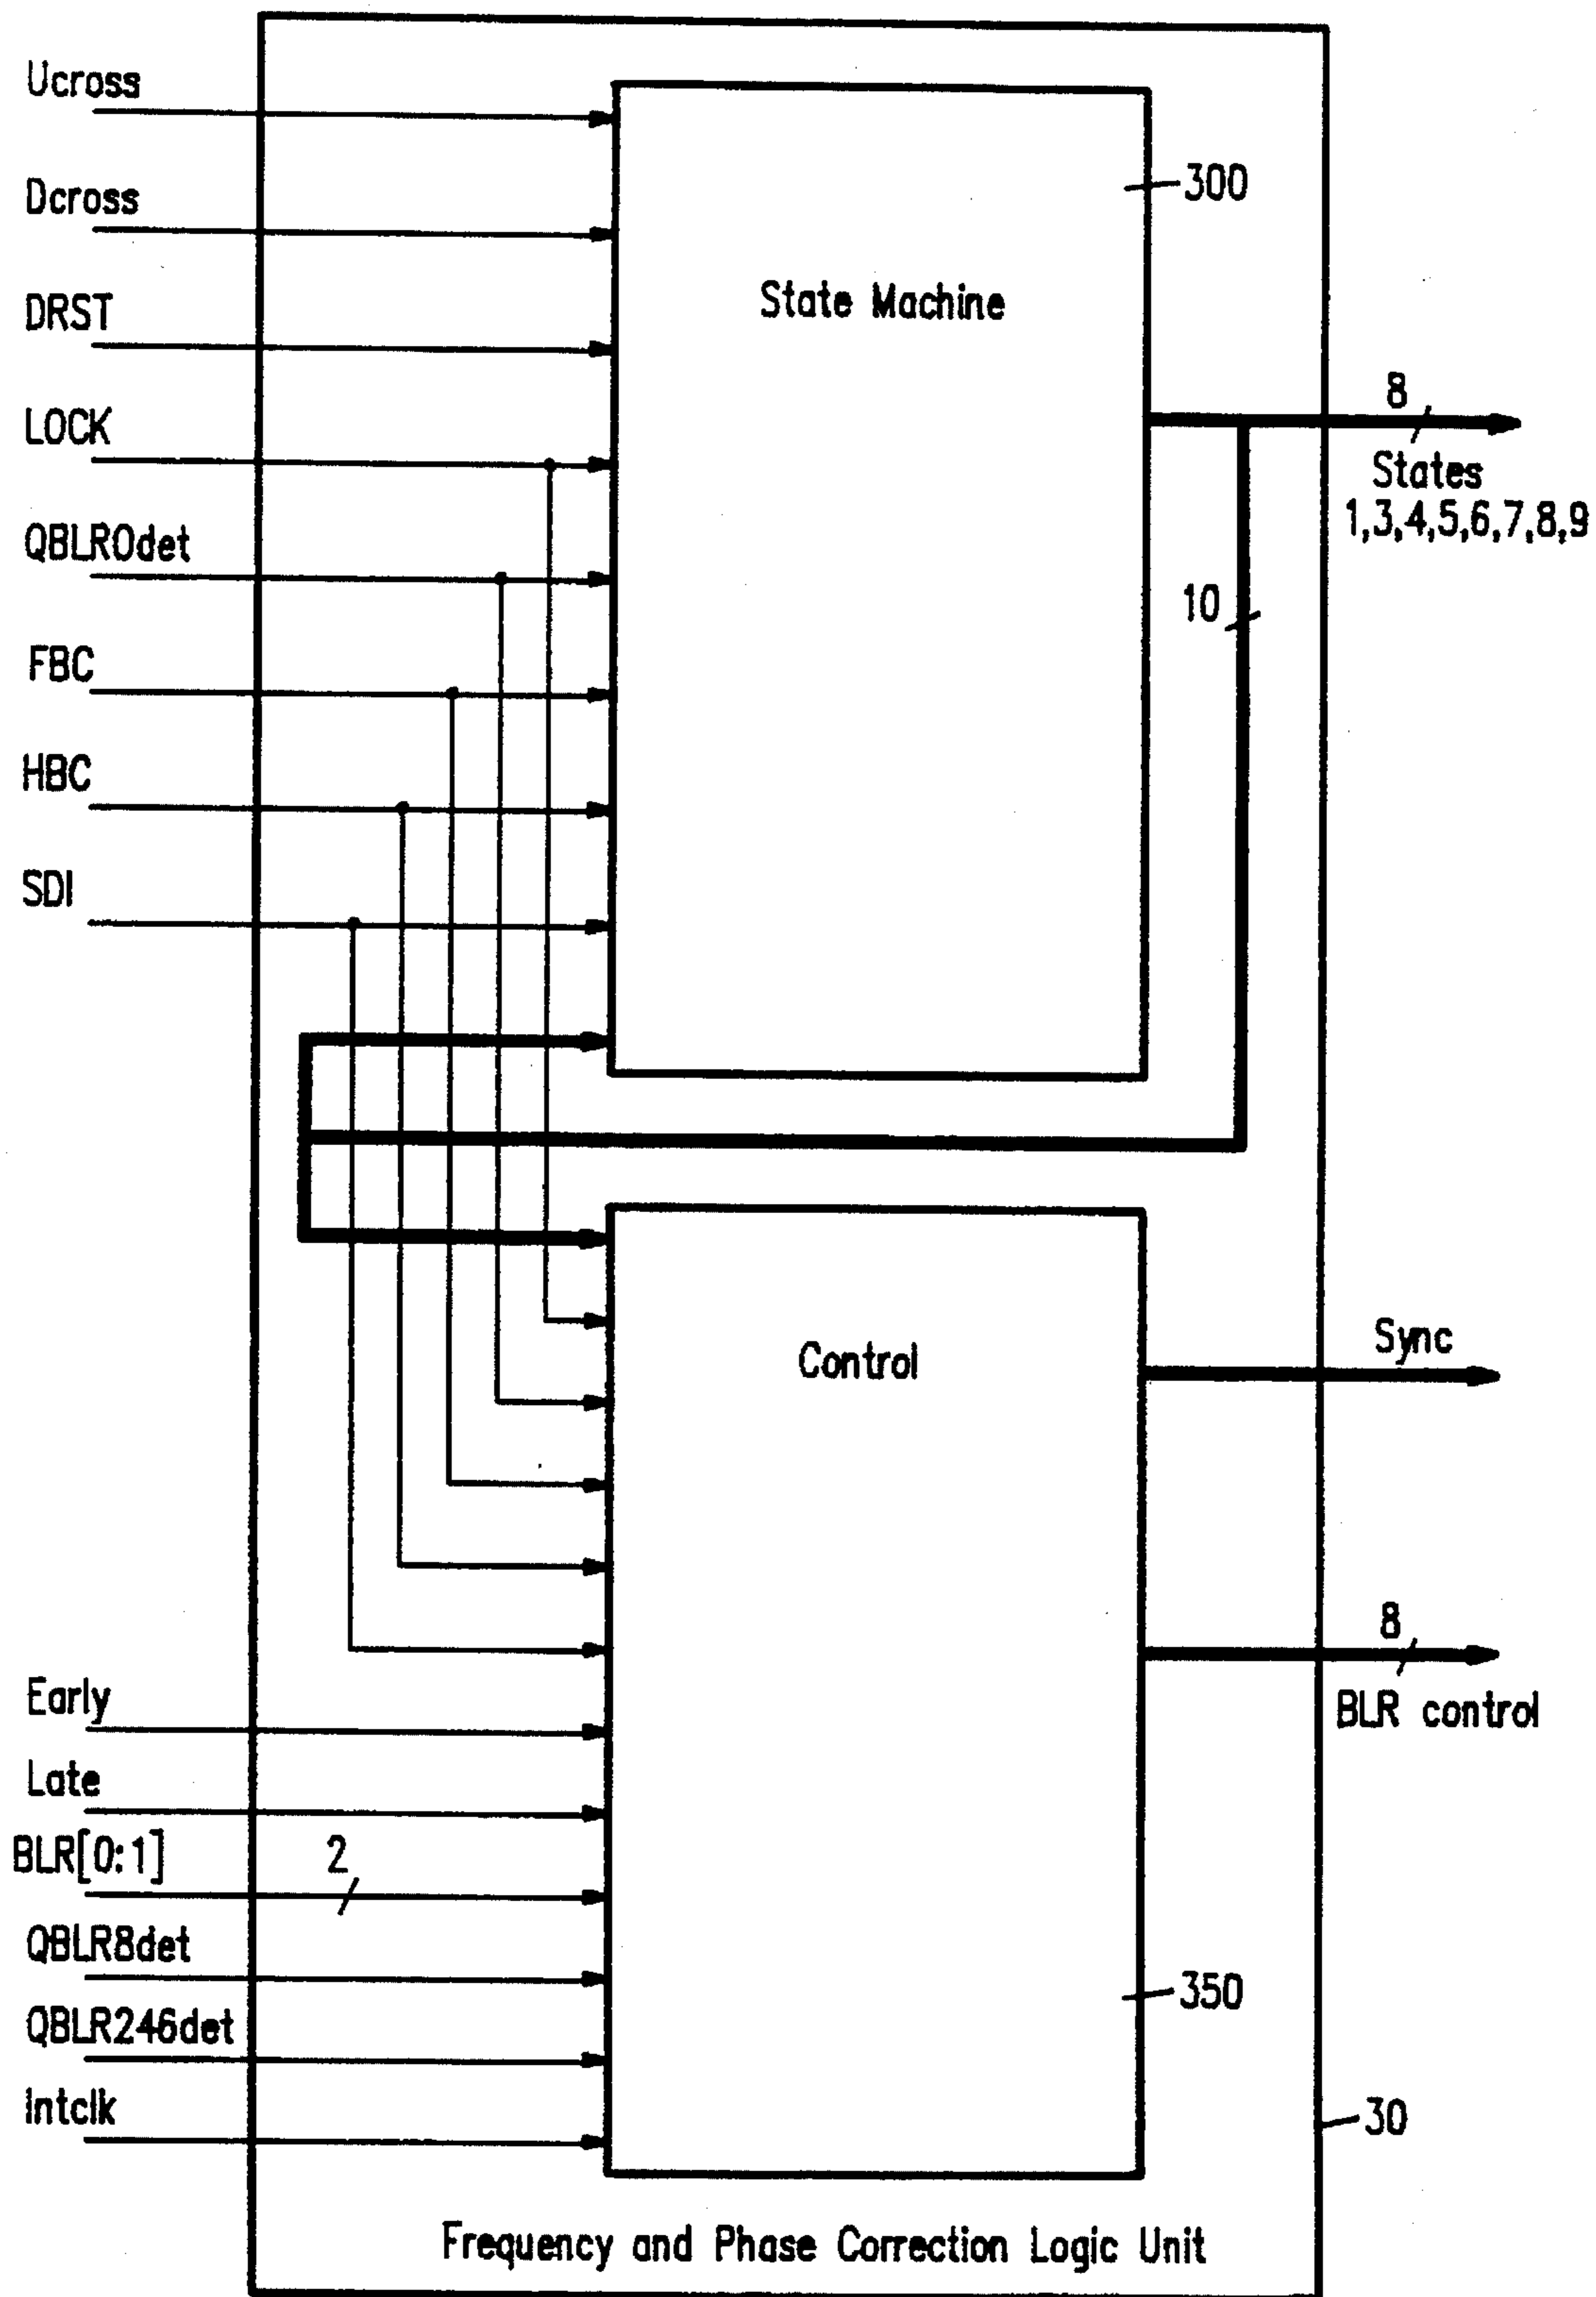 Ucross
Dcross
DRST
LOCK
QBLR0det
FBC
HBC
SDI
State Machine
300
8
States
1,3,4,5,6,7,8,9
10
Control
Sync
8
BLR control
Early
Late
BLR[0:1]
2
QBLR8det
QBLR246det
Intclk
350
30
Frequency and Phase Correction Logic Unit